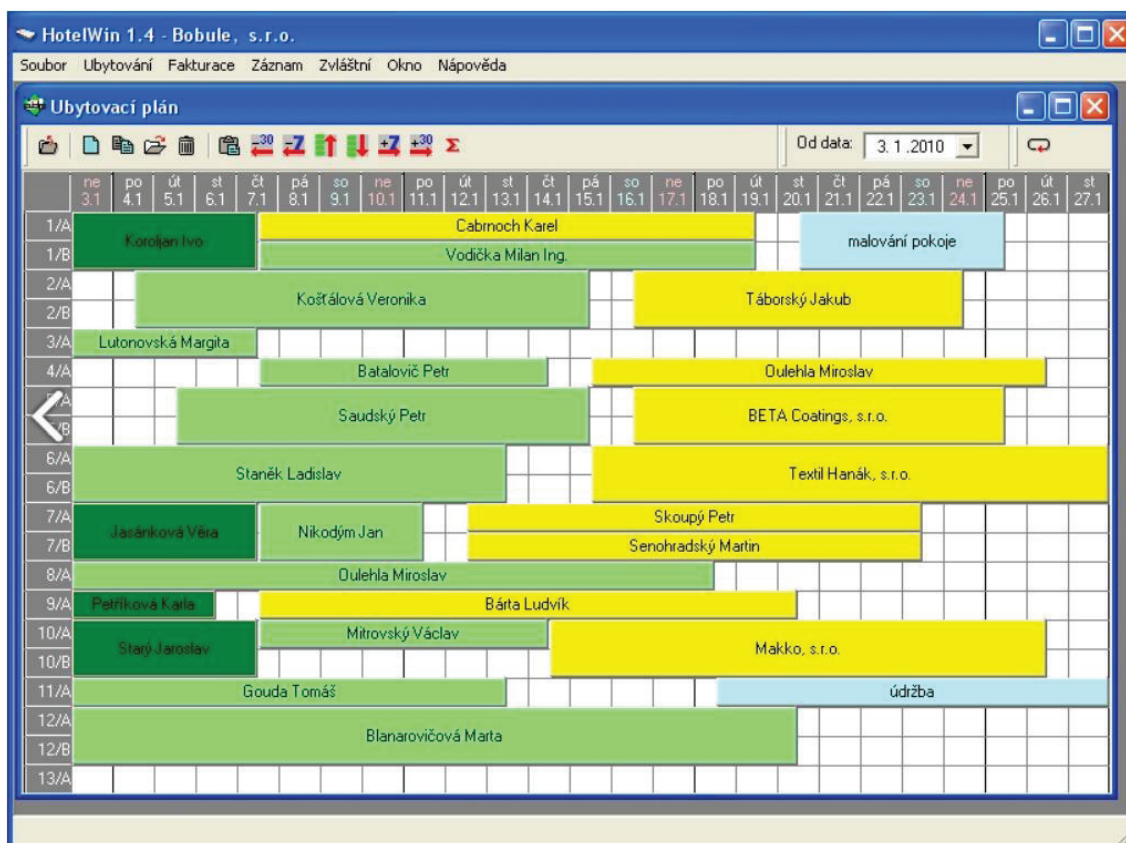 HotelWin 1.4 - Bobule, s.r.o.
Soubor Ubytování Fakturace Záznam Zvláštní Okno Nápověda
Ubytovací plán
-30 -7 +7 +30 Σ Od data: 3. 1 .2010
ne po út st čt pá so ne po út st čt pá so ne po út st čt pá so ne po út st
3.1 4.1 5.1 6.1 7.1 8.1 9.1 10.1 11.1 12.1 13.1 14.1 15.1 16.1 17.1 18.1 19.1 20.1 21.1 22.1 23.1 24.1 25.1 26.1 27.1
1/A Koroljan Ivo Cabrnoch Karel malování pokoje
1/B Vodička Milan Ing.
2/A Košťálová Veronika Táborský Jakub
2/B
3/A Lutonovská Margita
4/A Batalovič Petr Oulehla Miroslav
/A Saudský Petr BETA Coatings, s.r.o.
/B
6/A Staněk Ladislav Textil Hanák, s.r.o.
6/B
7/A Jasánková Věra Nikodým Jan Skoupý Petr
7/B Senohradský Martin
8/A Oulehla Miroslav
9/A Petříková Karla Bárta Ludvík
10/A Starý Jaroslav Mitrovský Václav Makko, s.r.o.
10/B
11/A Gouda Tomáš údržba
12/A Blanarovičová Marta
12/B
13/A